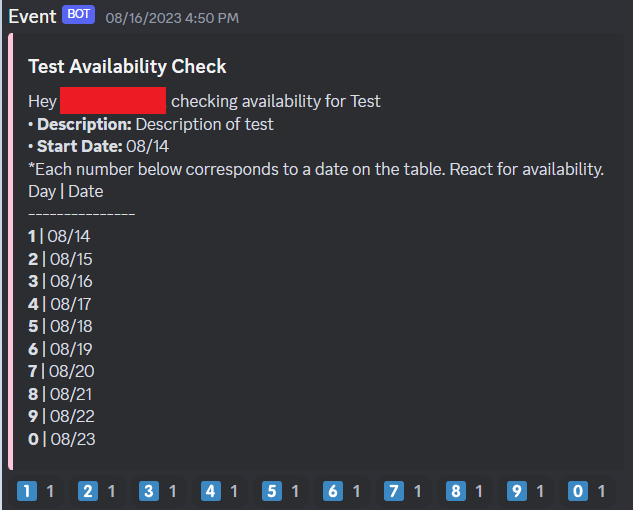 Event BOT 08/16/2023 4:50 PM
Test Availability Check
Hey checking availability for Test
• Description: Description of test
• Start Date: 08/14
*Each number below corresponds to a date on the table. React for availability.
Day | Date
---------------
1 | 08/14
2 | 08/15
3 | 08/16
4 | 08/17
5 | 08/18
6 | 08/19
7 | 08/20
8 | 08/21
9 | 08/22
0 | 08/23
1 1 2 1 3 1 4 1 5 1 6 1 7 1 8 1 9 1 0 1